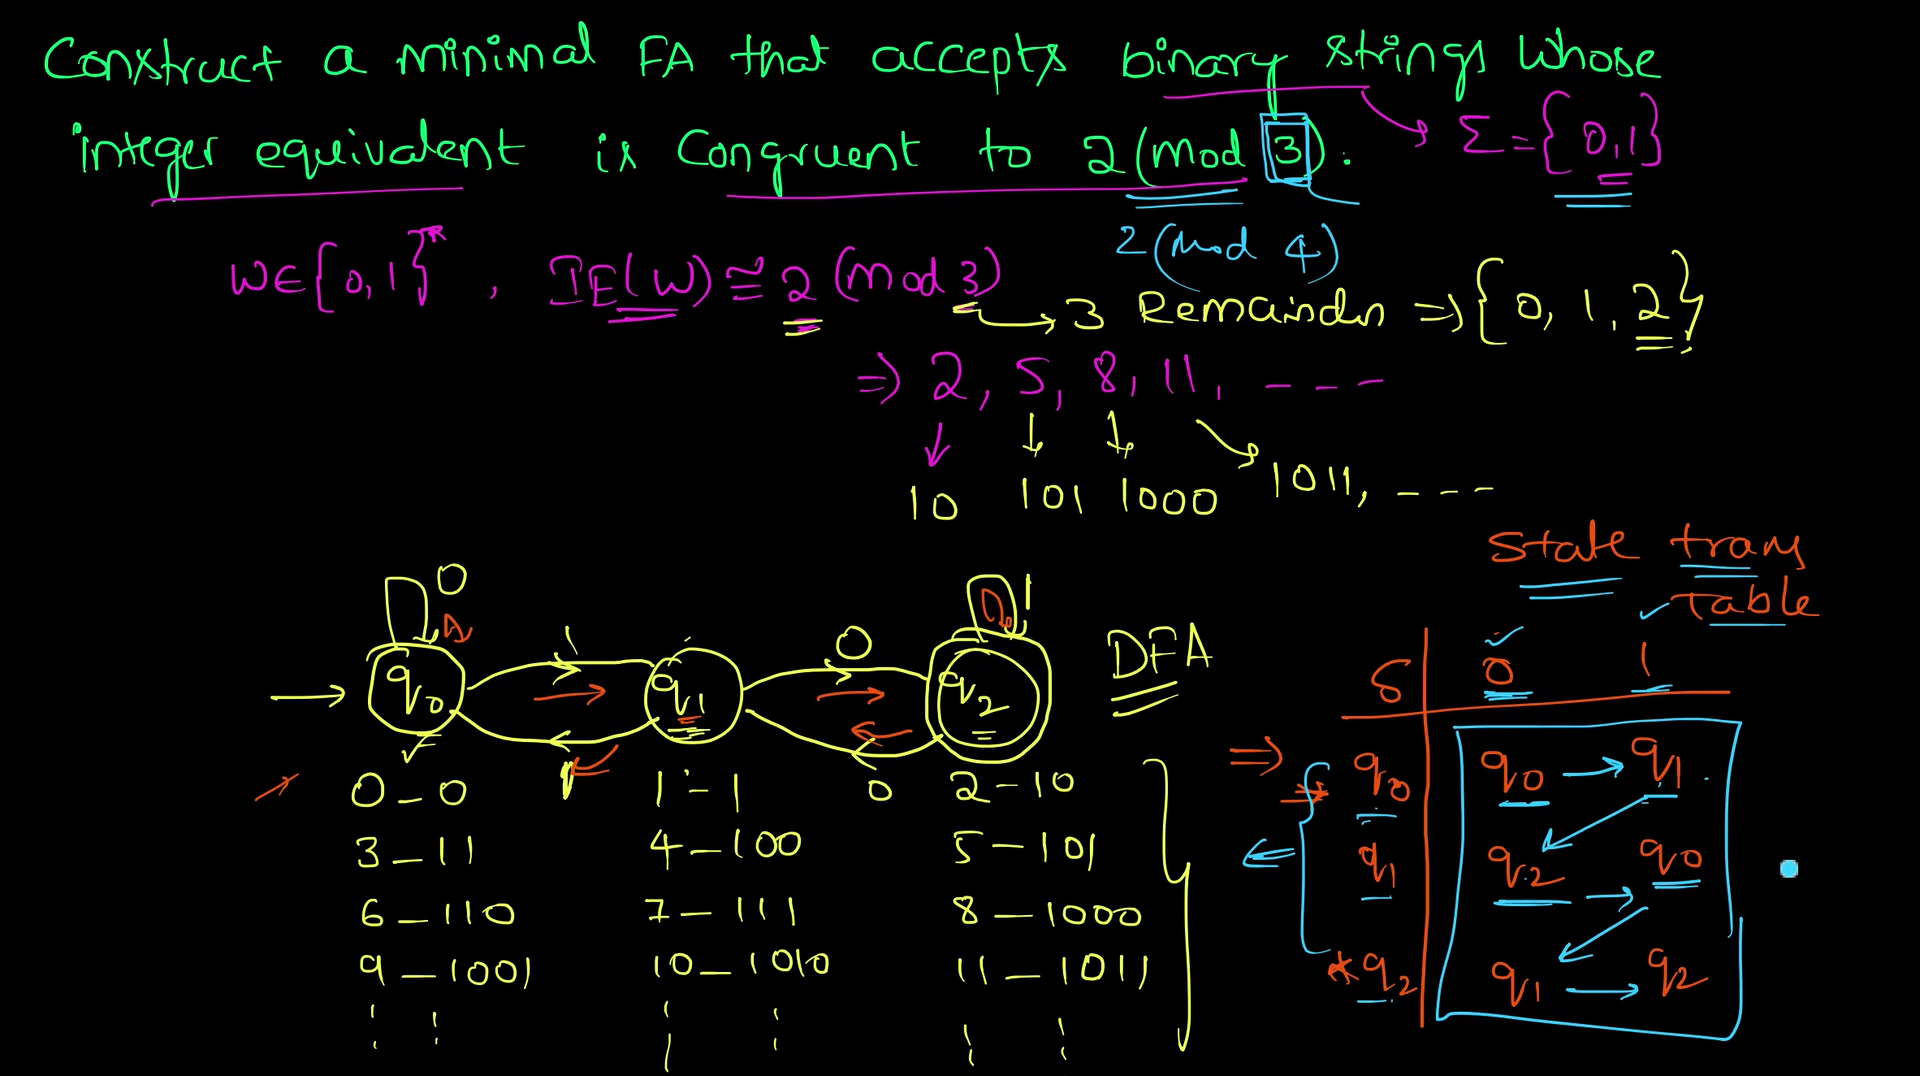 Construct a minimal FA that accepts binary strings whose
integer equivalent is congruent to 2 (mod 3).
Σ = {0,1}
2 (mod 4)
W∈{0,1}*, IE(W) ≅ 2 (mod 3)
3 Remainders => {0, 1, 2}
=> 2, 5, 8, 11, - - -
10 101 1000 1011, - - -
State trans
Table
0 1 1 0
q0 q1 q2
1 0
DFA
δ 0 1
q0 q0 q1
q1 q2 q0
*q2 q1 q2
0 - 0 1 - 1 2 - 10
3 - 11 4 - 100 5 - 101
6 - 110 7 - 111 8 - 1000
9 - 1001 10 - 1010 11 - 1011